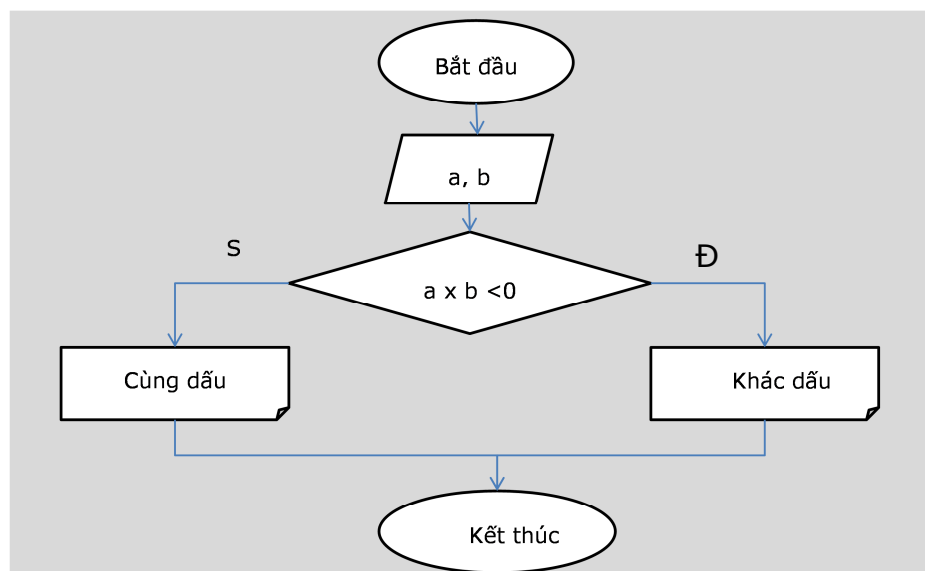 Bắt đầu
a, b
S
Đ
a x b <0
Cùng dấu
Khác dấu
Kết thúc